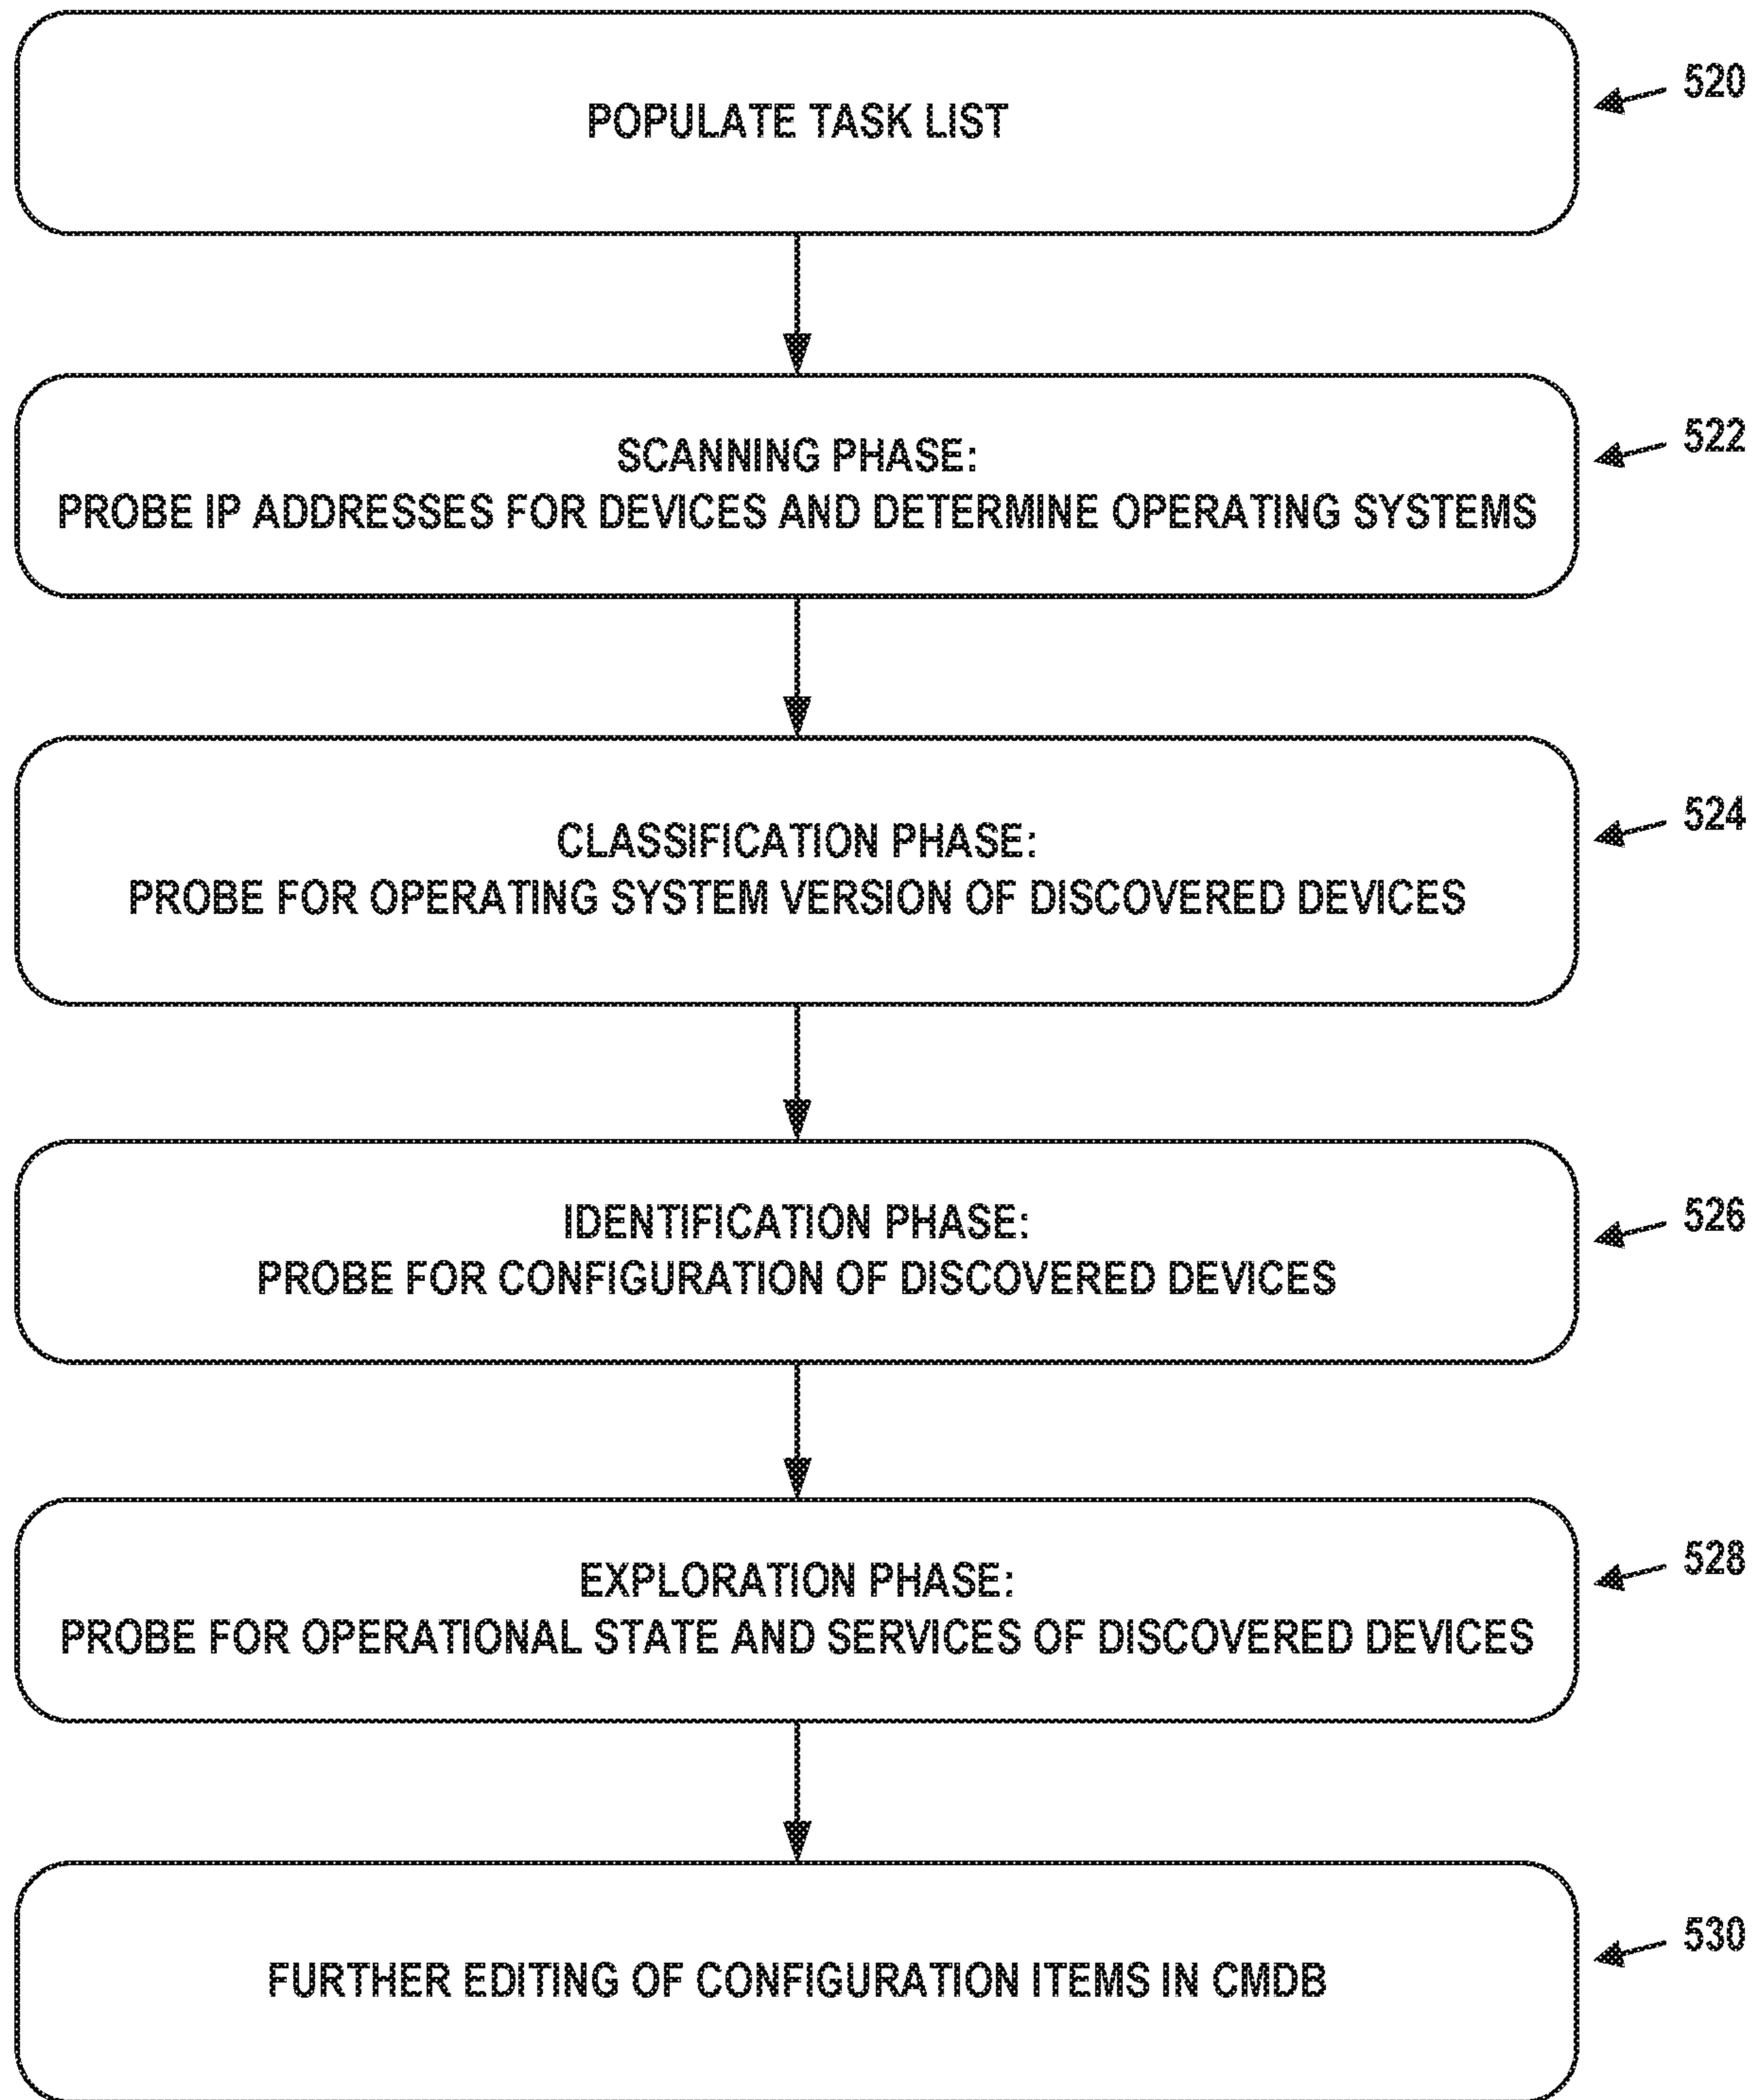 POPULATE TASK LIST
520
SCANNING PHASE:
PROBE IP ADDRESSES FOR DEVICES AND DETERMINE OPERATING SYSTEMS
522
CLASSIFICATION PHASE:
PROBE FOR OPERATING SYSTEM VERSION OF DISCOVERED DEVICES
524
IDENTIFICATION PHASE:
PROBE FOR CONFIGURATION OF DISCOVERED DEVICES
526
EXPLORATION PHASE:
PROBE FOR OPERATIONAL STATE AND SERVICES OF DISCOVERED DEVICES
528
FURTHER EDITING OF CONFIGURATION ITEMS IN CMDB
530